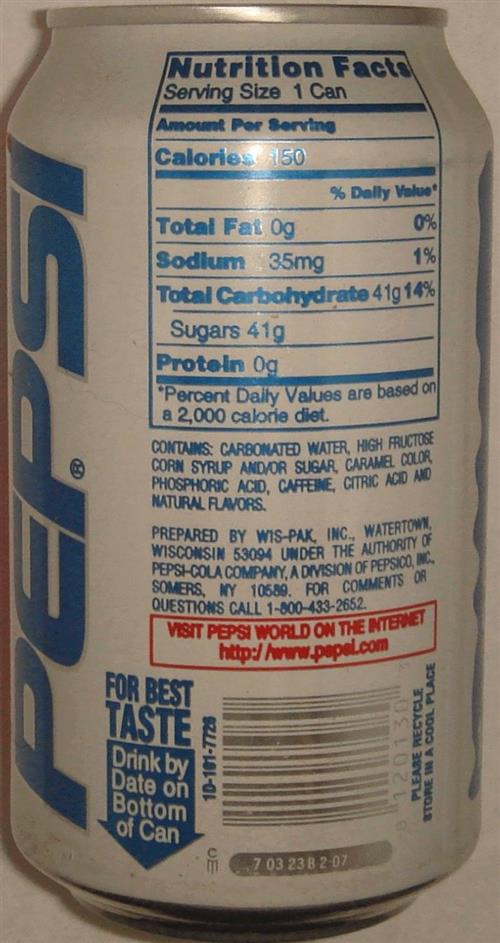 PEPSI®
Nutrition Facts
Serving Size 1 Can
Amount Per Serving
Calories 150
% Daily Value*
Total Fat 0g 0%
Sodium 35mg 1%
Total Carbohydrate 41g 14%
Sugars 41g
Protein 0g
*Percent Daily Values are based on
a 2,000 calorie diet.
CONTAINS: CARBONATED WATER, HIGH FRUCTOSE
CORN SYRUP AND/OR SUGAR, CARAMEL COLOR,
PHOSPHORIC ACID, CAFFEINE, CITRIC ACID AND
NATURAL FLAVORS.
PREPARED BY WIS-PAK, INC., WATERTOWN,
WISCONSIN 53094 UNDER THE AUTHORITY OF
PEPSI-COLA COMPANY, A DIVISION OF PEPSICO, INC.,
SOMERS, NY 10589. FOR COMMENTS OR
QUESTIONS CALL 1-800-433-2652.
VISIT PEPSI WORLD ON THE INTERNET
http://www.pepsi.com
FOR BEST
TASTE
Drink by
Date on
Bottom
of Can
10-101-7728
PLEASE RECYCLE
STORE IN A COOL PLACE
7 03 23 8 2-07